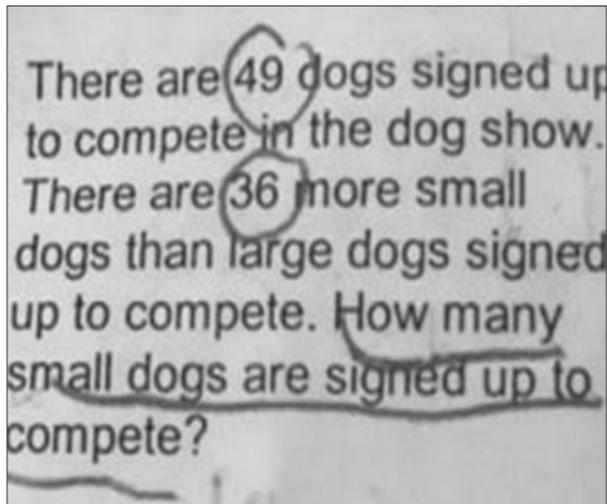 There are 49 dogs signed up
to compete in the dog show.
There are 36 more small
dogs than large dogs signed
up to compete. How many
small dogs are signed up to
compete?